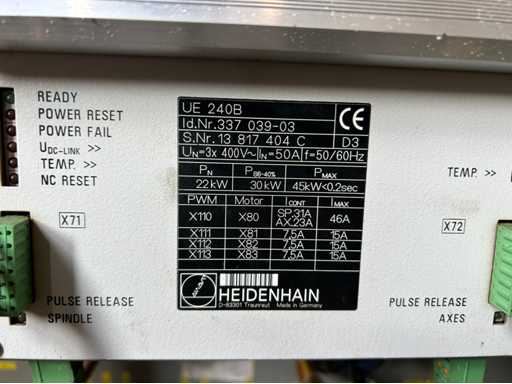 READY
POWER RESET
POWER FAIL
UDC-LINK >>
TEMP. >>
NC RESET
X71
PULSE RELEASE
SPINDLE
UE 240B
Id.Nr.337 039-03
S.Nr. 13 817 404 C D3
CE
UN=3x 400V~ IN=50A f=50/60Hz
PN PS6-40% PMAX
22kW 30kW 45kW<0.2sec
PWM Motor ICONT IMAX
X110 X80 SP.31A AX.23A 46A
X111 X81 7,5A 15A
X112 X82 7,5A 15A
X113 X83 7,5A 15A
HEIDENHAIN
D-83301 Traunreut Made in Germany
TEMP. >>
X72
PULSE RELEASE
AXES